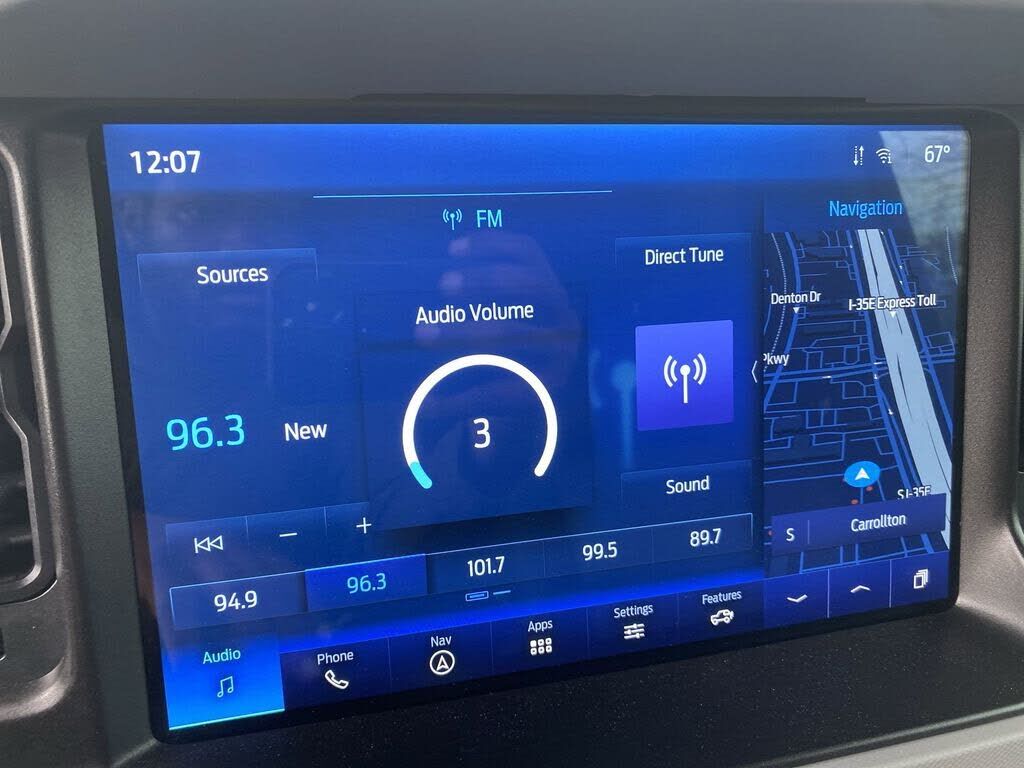 12:07
67°
FM
Navigation
Sources
Direct Tune
Audio Volume
Denton Dr
I-35E Express Toll
Pkwy
96.3
New
3
Sound
S I-35E
S
Carrollton
94.9
96.3
101.7
99.5
89.7
Audio
Phone
Nav
Apps
Settings
Features